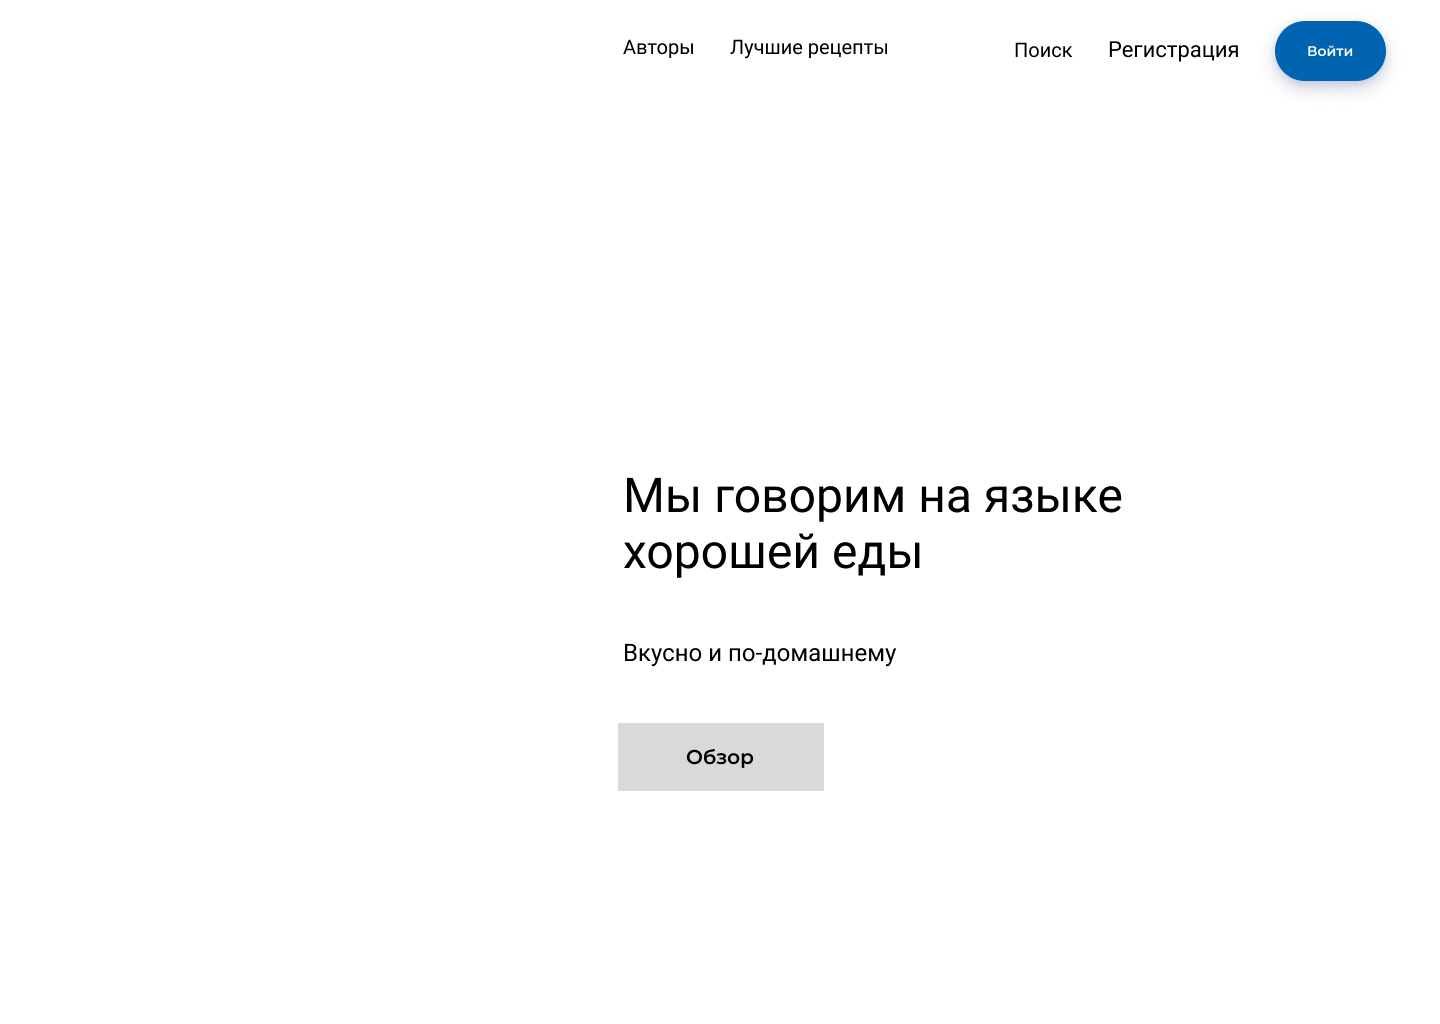 Авторы Лучшие рецепты Поиск Регистрация Войти
Мы говорим на языке
хорошей еды
Вкусно и по-домашнему
Обзор